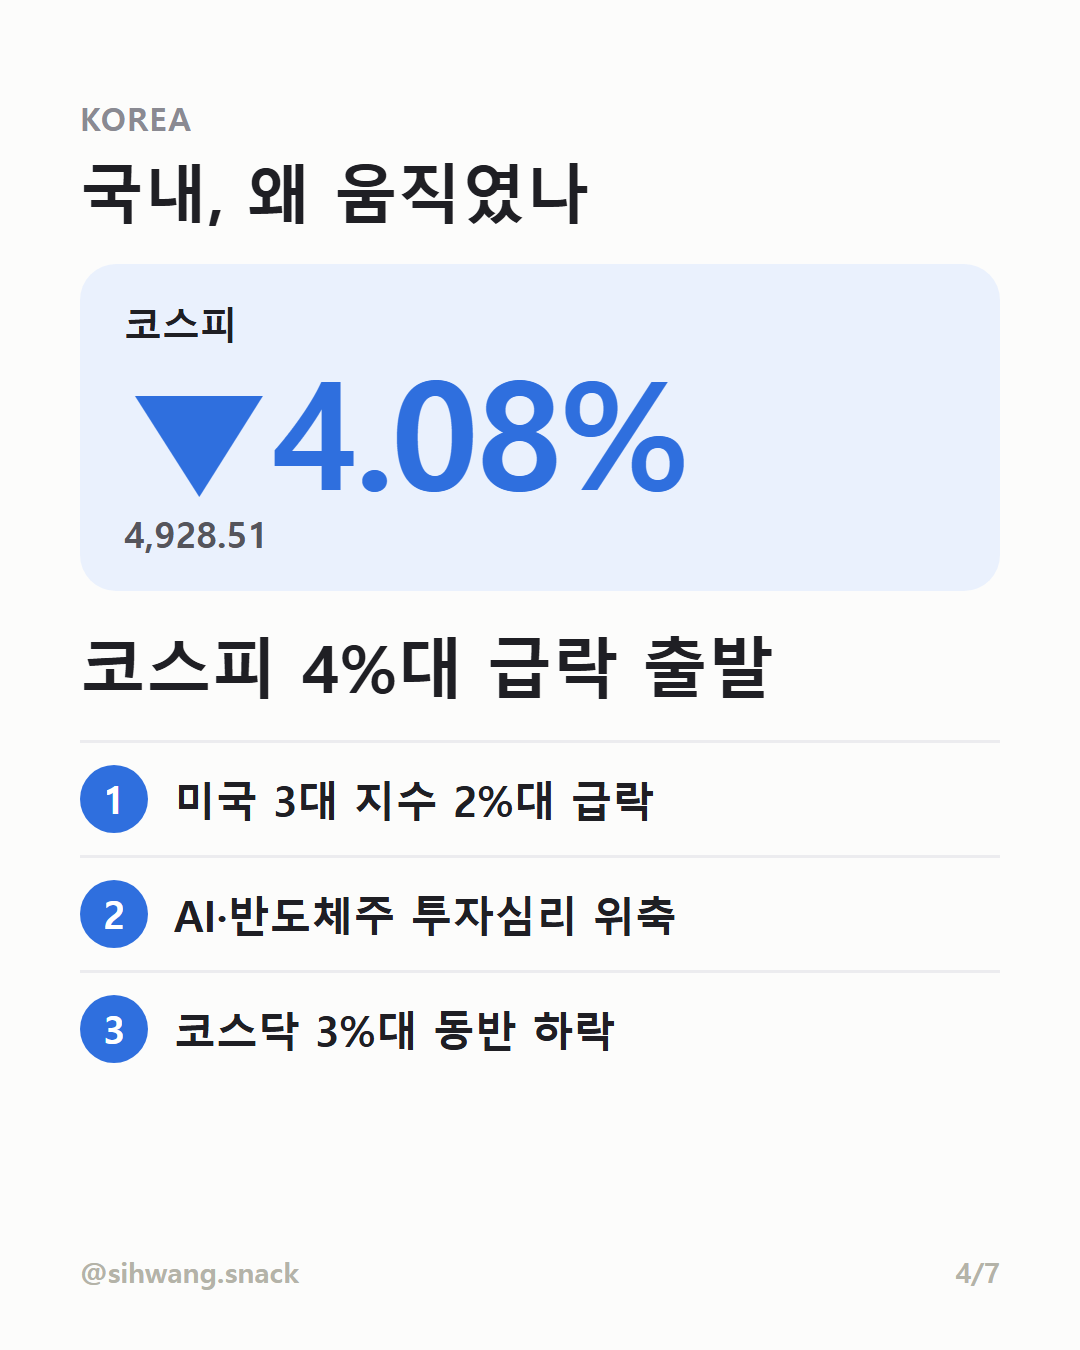 KOREA
국내, 왜 움직였나
코스피
▼4.08%
4,928.51
코스피 4%대 급락 출발
1 미국 3대 지수 2%대 급락
2 AI·반도체주 투자심리 위축
3 코스닥 3%대 동반 하락
@sihwang.snack 4/7